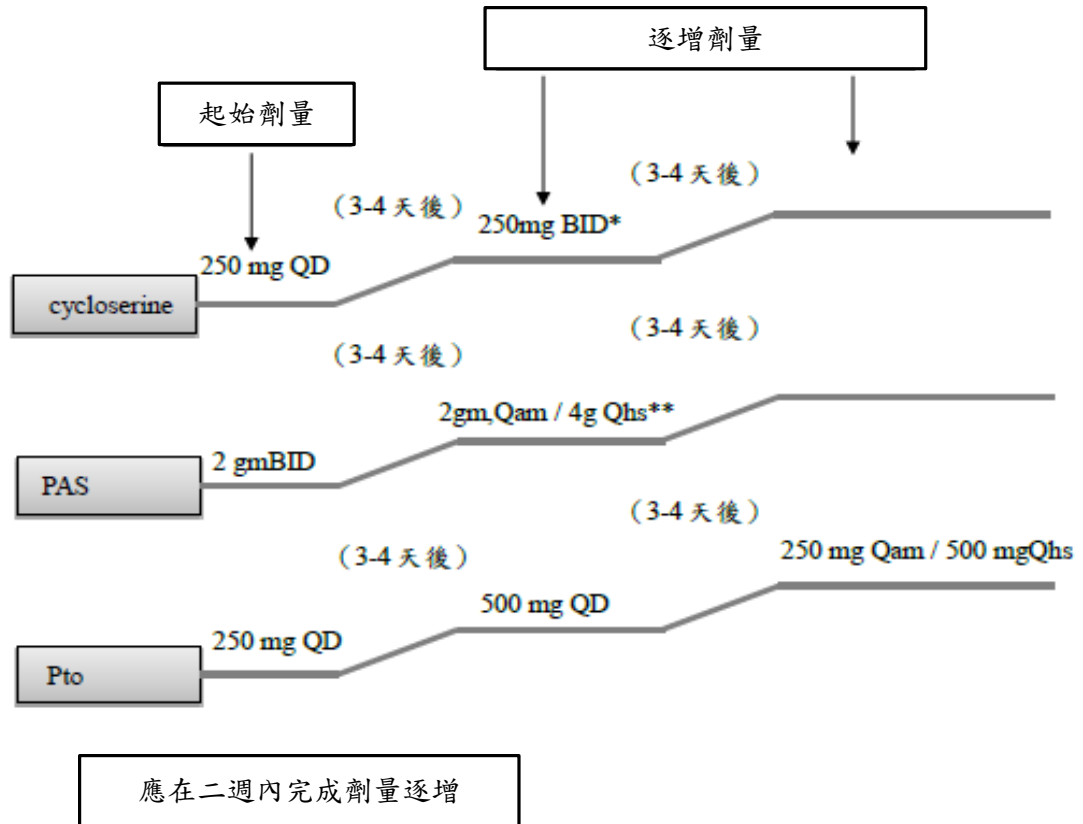 逐增劑量
起始劑量
（3-4 天後）
（3-4 天後）
250mg BID*
250 mg QD
cycloserine
（3-4 天後）
（3-4 天後）
2gm,Qam / 4g Qhs**
2 gmBID
PAS
（3-4 天後）
（3-4 天後）
250 mg Qam / 500 mgQhs
500 mg QD
250 mg QD
Pto
應在二週內完成劑量逐增